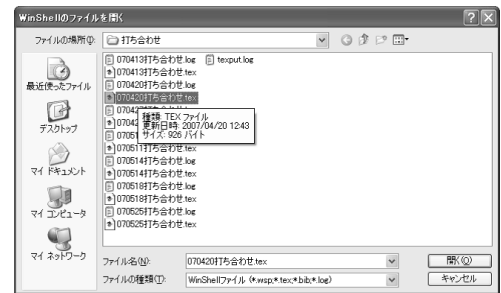 WinShellのファイルを開く
ファイルの場所(I):
打ち合わせ
最近使ったファイル
デスクトップ
マイ ドキュメント
マイ コンピュータ
マイ ネットワーク
070413打ち合わせ.log
070413打ち合わせ.tex
070420打ち合わせ.log
070420打ち合わせ.tex
070511打ち合わせ.tex
070514打ち合わせ.log
070514打ち合わせ.tex
070518打ち合わせ.log
070518打ち合わせ.tex
070525打ち合わせ.log
070525打ち合わせ.tex
texput.log
種類: TEX ファイル
更新日時: 2007/04/20 12:43
サイズ: 926 バイト
ファイル名(N):
070420打ち合わせ.tex
開く(O)
ファイルの種類(T):
WinShellファイル (*.wsp;*.tex;*.bib;*.log)
キャンセル